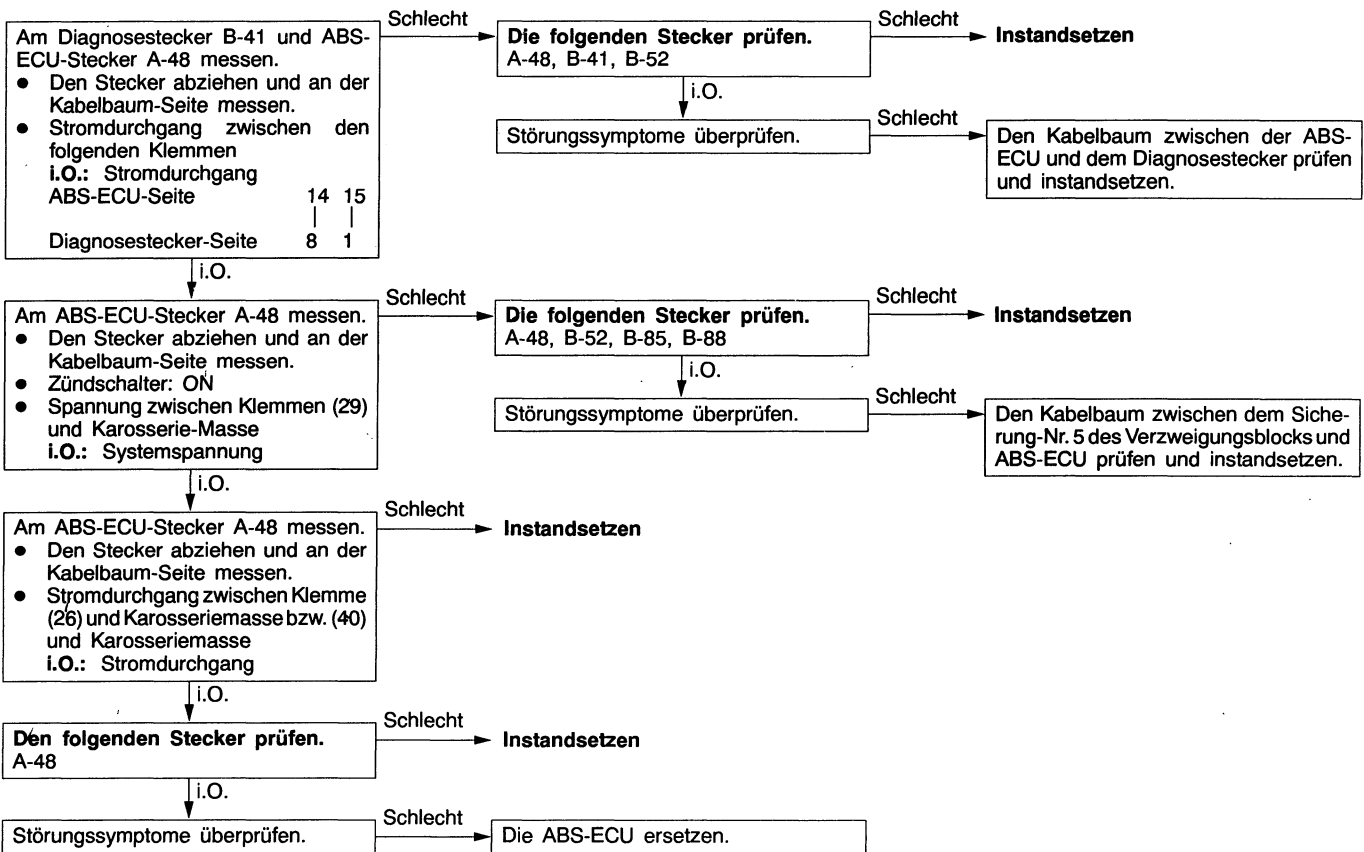 Am Diagnosestecker B-41 und ABS-
ECU-Stecker A-48 messen.
● Den Stecker abziehen und an der
Kabelbaum-Seite messen.
● Stromdurchgang zwischen den
folgenden Klemmen
i.O.: Stromdurchgang
ABS-ECU-Seite 14 15
Diagnosestecker-Seite 8 1
Schlecht
Die folgenden Stecker prüfen.
A-48, B-41, B-52
Schlecht
Instandsetzen
i.O.
Störungssymptome überprüfen.
Schlecht
Den Kabelbaum zwischen der ABS-
ECU und dem Diagnosestecker prüfen
und instandsetzen.
i.O.
Am ABS-ECU-Stecker A-48 messen.
● Den Stecker abziehen und an der
Kabelbaum-Seite messen.
● Zündschalter: ON
● Spannung zwischen Klemmen (29)
und Karosserie-Masse
i.O.: Systemspannung
Schlecht
Die folgenden Stecker prüfen.
A-48, B-52, B-85, B-88
Schlecht
Instandsetzen
i.O.
Störungssymptome überprüfen.
Schlecht
Den Kabelbaum zwischen dem Siche-
rung-Nr. 5 des Verzweigungsblocks und
ABS-ECU prüfen und instandsetzen.
i.O.
Am ABS-ECU-Stecker A-48 messen.
● Den Stecker abziehen und an der
Kabelbaum-Seite messen.
● Stromdurchgang zwischen Klemme
(26) und Karosseriemasse bzw. (40)
und Karosseriemasse
i.O.: Stromdurchgang
Schlecht
Instandsetzen
i.O.
Den folgenden Stecker prüfen.
A-48
Schlecht
Instandsetzen
i.O.
Störungssymptome überprüfen.
Schlecht
Die ABS-ECU ersetzen.